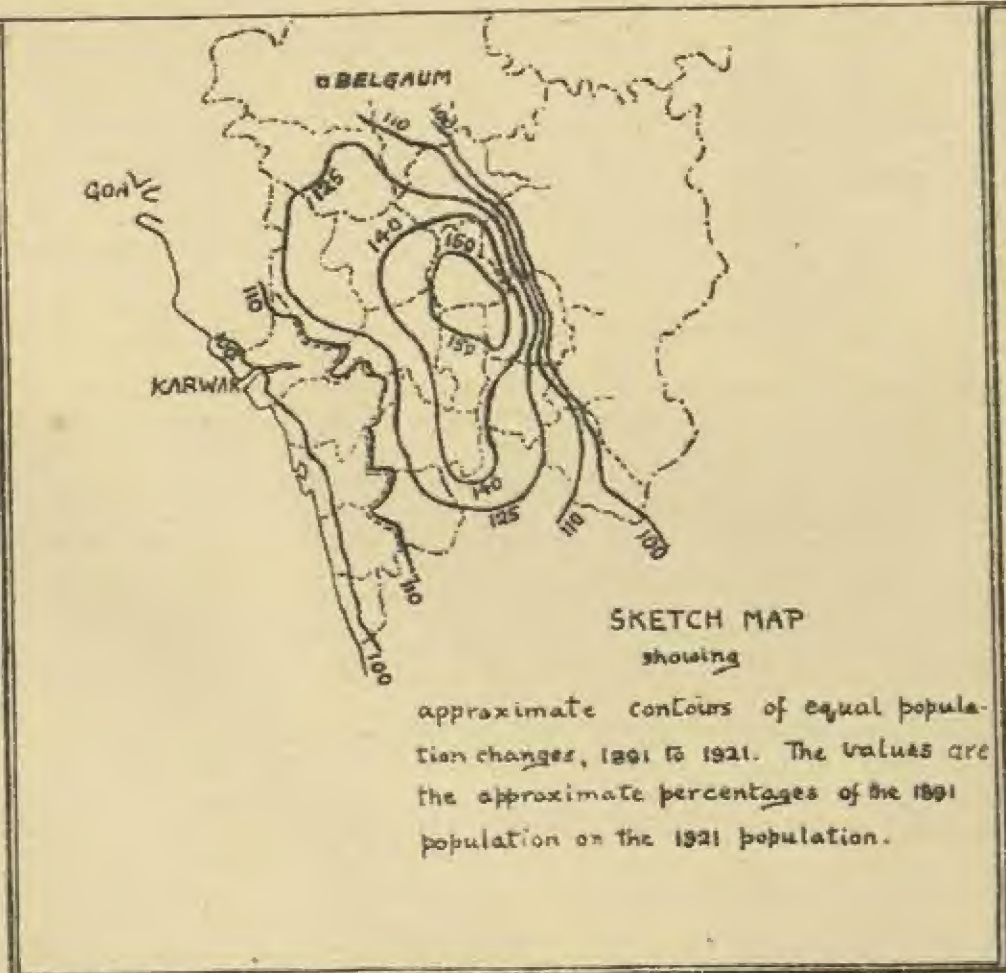 BELGAUM
110
100
GOA
125
140
150
110
150
100
KARWAR
140
125
110
100
110
100
SKETCH MAP
showing
approximate contours of equal popula-
tion changes, 1891 to 1921. The values are
the approximate percentages of the 1891
population on the 1921 population.